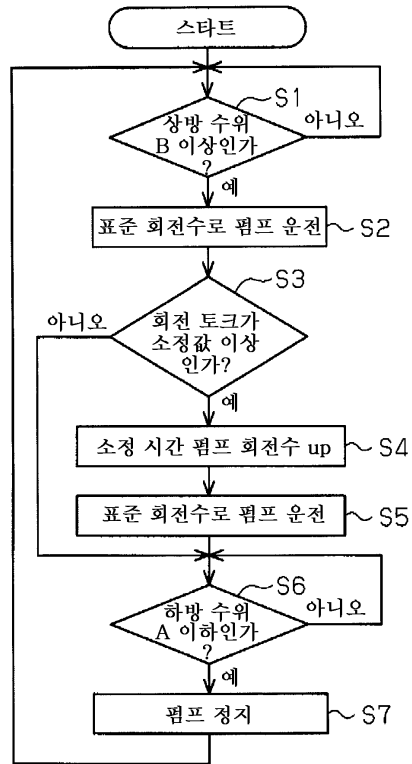 스타트
S1
상방 수위
B 이상인가
?
아니오
예
표준 회전수로 펌프 운전
S2
S3
아니오
회전 토크가
소정값 이상
인가?
예
소정 시간 펌프 회전수 up
S4
표준 회전수로 펌프 운전
S5
S6
하방 수위
A 이하인가
?
아니오
예
펌프 정지
S7